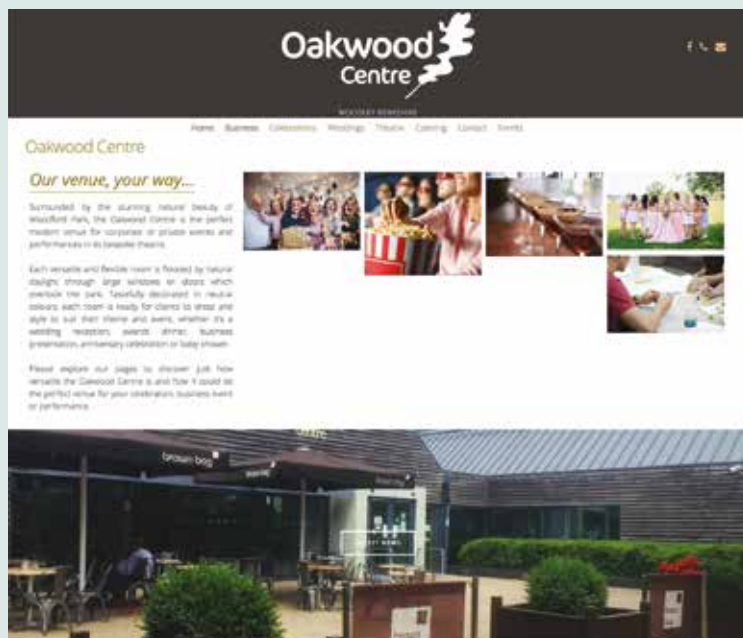 Oakwood
Centre
Home Business Celebrations Weddings Theatre Catering Contact Events
Oakwood Centre
Our venue, your way...
Surrounded by the stunning natural beauty of
Woodford Park, the Oakwood Centre is the perfect
modern venue for corporate or private events and
performances in its bespoke theatre.
Each versatile and flexible room is flooded by natural
daylight through large windows or doors which
overlook the park. Tastefully decorated in neutral
colours, each room is ready for clients to dress and
style to suit their theme and event, whether it's a
wedding reception, awards dinner, business
presentation, anniversary celebration or baby shower.
Please explore our pages to discover just how
versatile the Oakwood Centre is and how it could be
the perfect venue for your celebration, business event
or performance.
centre
brown bag